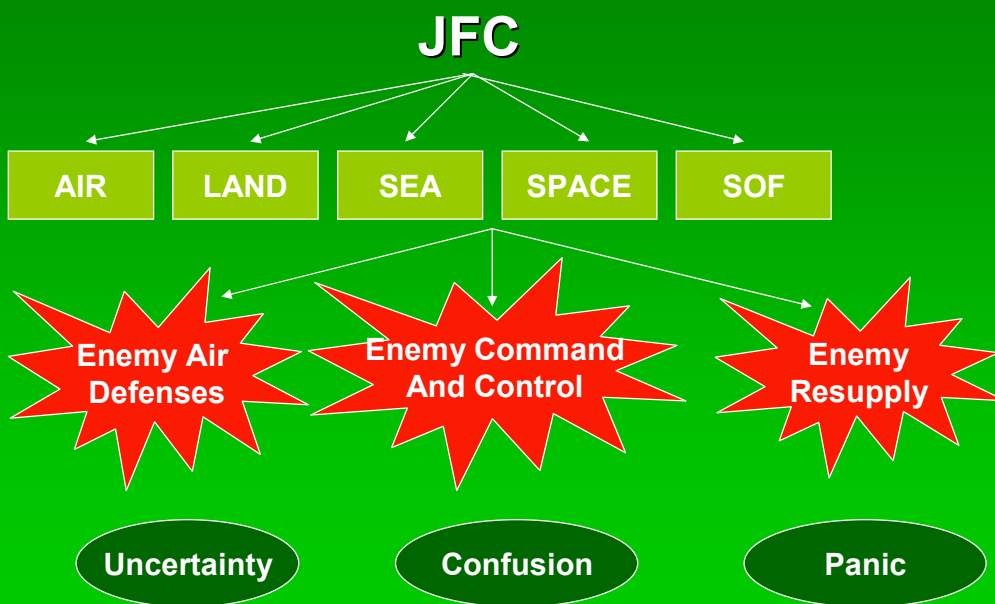 JFC
AIR
LAND
SEA
SPACE
SOF
Enemy Air
Defenses
Enemy Command
And Control
Enemy
Resupply
Uncertainty
Confusion
Panic